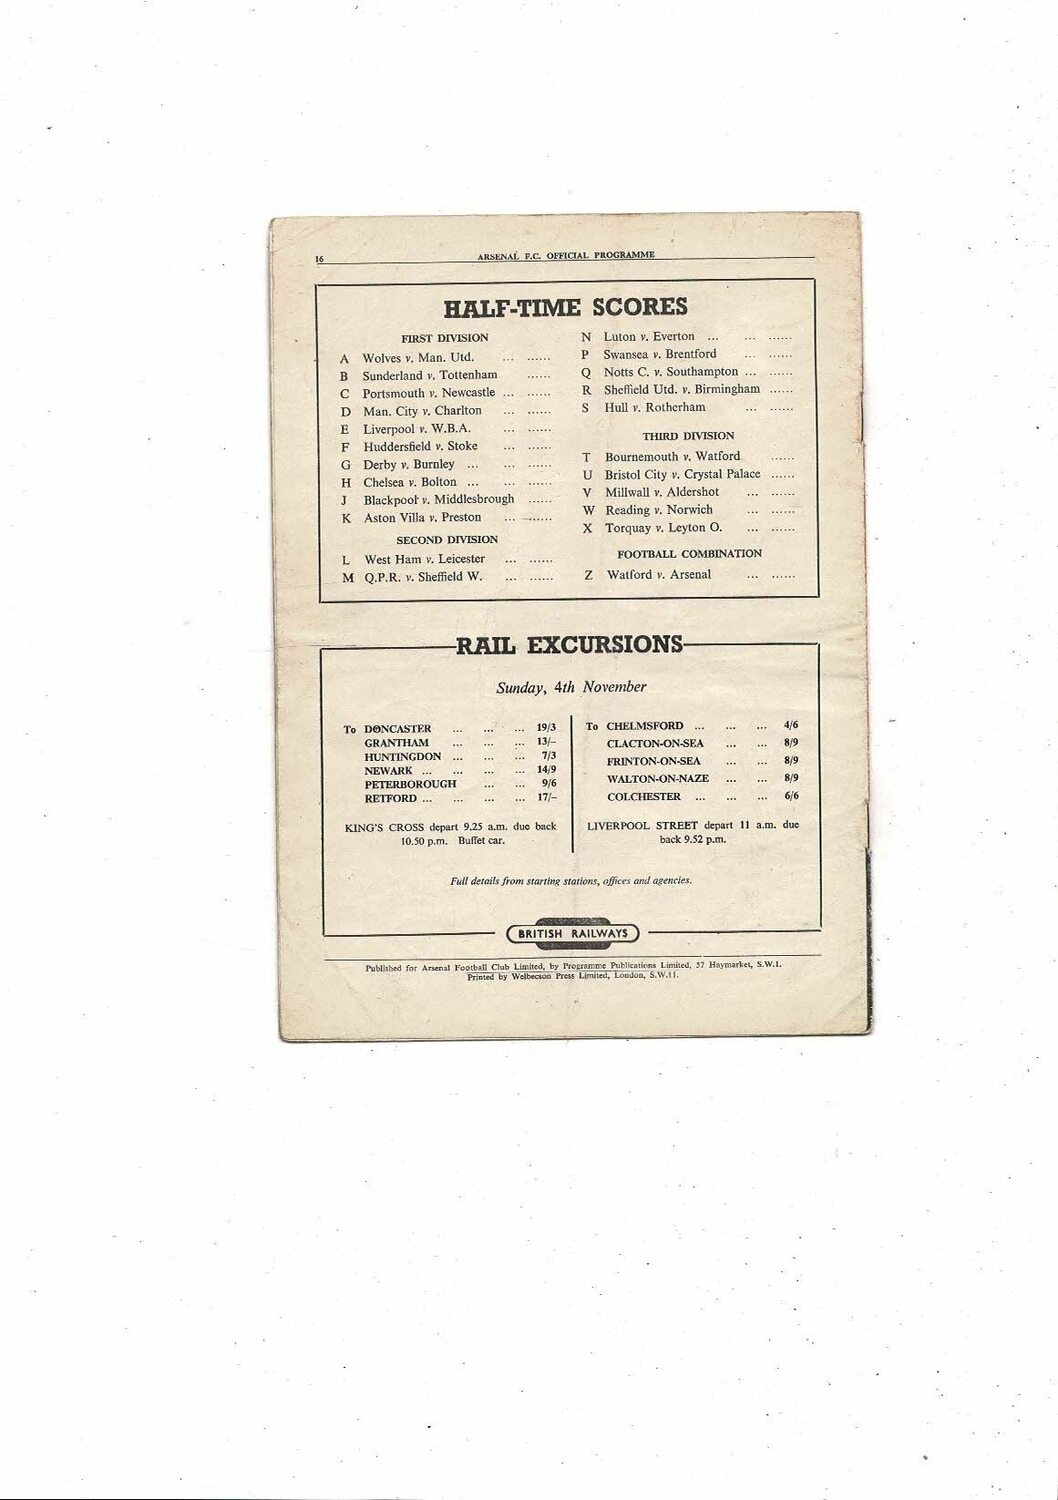 16
ARSENAL F.C. OFFICIAL PROGRAMME
HALF-TIME SCORES
FIRST DIVISION
A Wolves v. Man. Utd. ... ......
B Sunderland v. Tottenham ......
C Portsmouth v. Newcastle ... ......
D Man. City v. Charlton ... ......
E Liverpool v. W.B.A. ... ......
F Huddersfield v. Stoke ... ......
G Derby v. Burnley ... ... ......
H Chelsea v. Bolton ... ... ......
J Blackpool v. Middlesbrough ......
K Aston Villa v. Preston ... ......
SECOND DIVISION
L West Ham v. Leicester ... ......
M Q.P.R. v. Sheffield W. ... ......
N Luton v. Everton ... ... ......
P Swansea v. Brentford ... ......
Q Notts C. v. Southampton ... ......
R Sheffield Utd. v. Birmingham ......
S Hull v. Rotherham ... ......
THIRD DIVISION
T Bournemouth v. Watford ......
U Bristol City v. Crystal Palace ......
V Millwall v. Aldershot ... ......
W Reading v. Norwich ... ......
X Torquay v. Leyton O. ... ......
FOOTBALL COMBINATION
Z Watford v. Arsenal ... ......
RAIL EXCURSIONS
Sunday, 4th November
To DONCASTER ... ... ... 19/3
GRANTHAM ... ... ... 13/-
HUNTINGDON ... ... ... 7/3
NEWARK ... ... ... ... 14/9
PETERBOROUGH ... ... 9/6
RETFORD ... ... ... ... 17/-
KING'S CROSS depart 9.25 a.m. due back
10.50 p.m. Buffet car.
To CHELMSFORD ... ... ... 4/6
CLACTON-ON-SEA ... ... 8/9
FRINTON-ON-SEA ... ... 8/9
WALTON-ON-NAZE ... ... 8/9
COLCHESTER ... ... ... 6/6
LIVERPOOL STREET depart 11 a.m. due
back 9.52 p.m.
Full details from starting stations, offices and agencies.
BRITISH RAILWAYS
Published for Arsenal Football Club Limited, by Programme Publications Limited, 57 Haymarket, S.W.1.
Printed by Welbecson Press Limited, London, S.W.11.